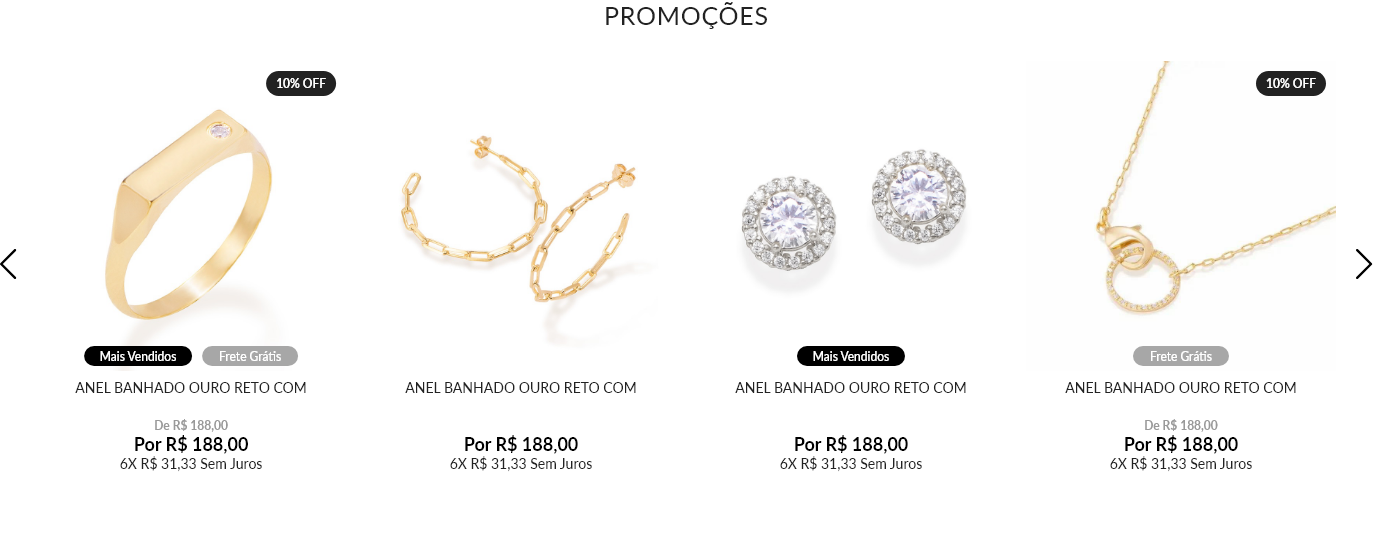 PROMOÇÕES
10% OFF
Mais Vendidos
Frete Grátis
ANEL BANHADO OURO RETO COM
De R$ 188,00
Por R$ 188,00
6X R$ 31,33 Sem Juros
ANEL BANHADO OURO RETO COM
Por R$ 188,00
6X R$ 31,33 Sem Juros
Mais Vendidos
ANEL BANHADO OURO RETO COM
Por R$ 188,00
6X R$ 31,33 Sem Juros
10% OFF
Frete Grátis
ANEL BANHADO OURO RETO COM
De R$ 188,00
Por R$ 188,00
6X R$ 31,33 Sem Juros